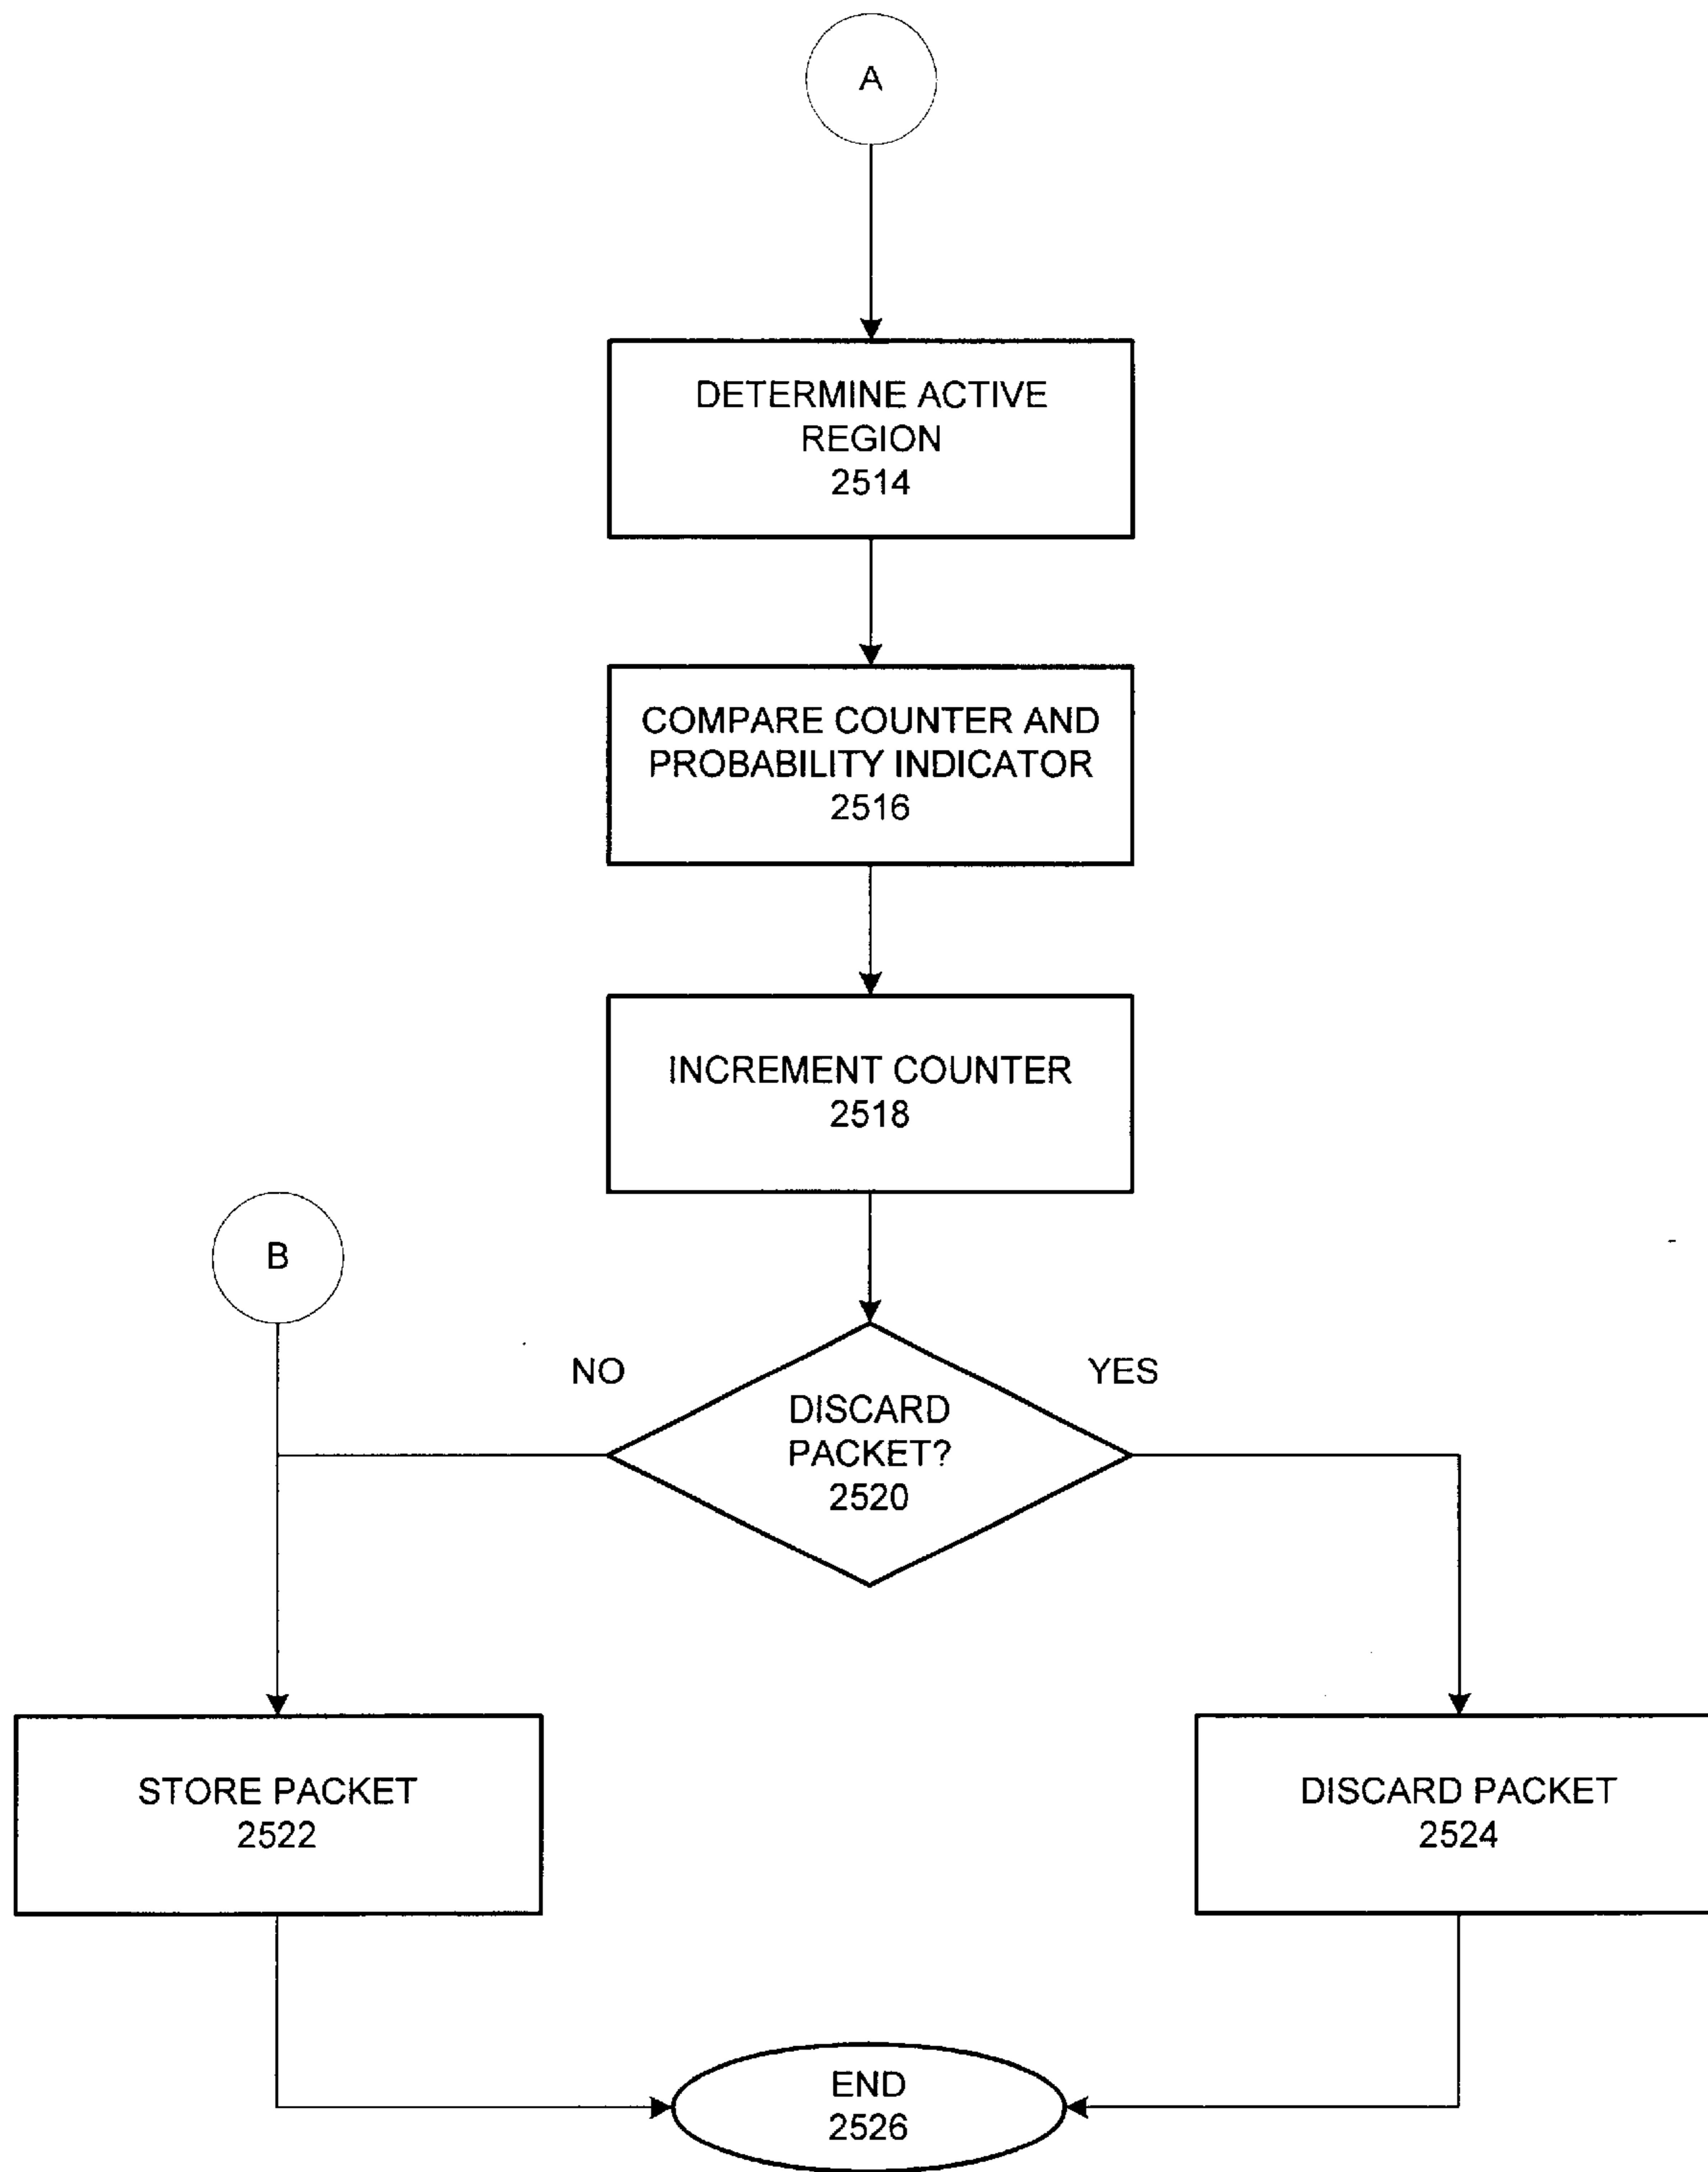 A
DETERMINE ACTIVE
REGION
2514
COMPARE COUNTER AND
PROBABILITY INDICATOR
2516
INCREMENT COUNTER
2518
B
NO
YES
DISCARD
PACKET?
2520
STORE PACKET
2522
DISCARD PACKET
2524
END
2526